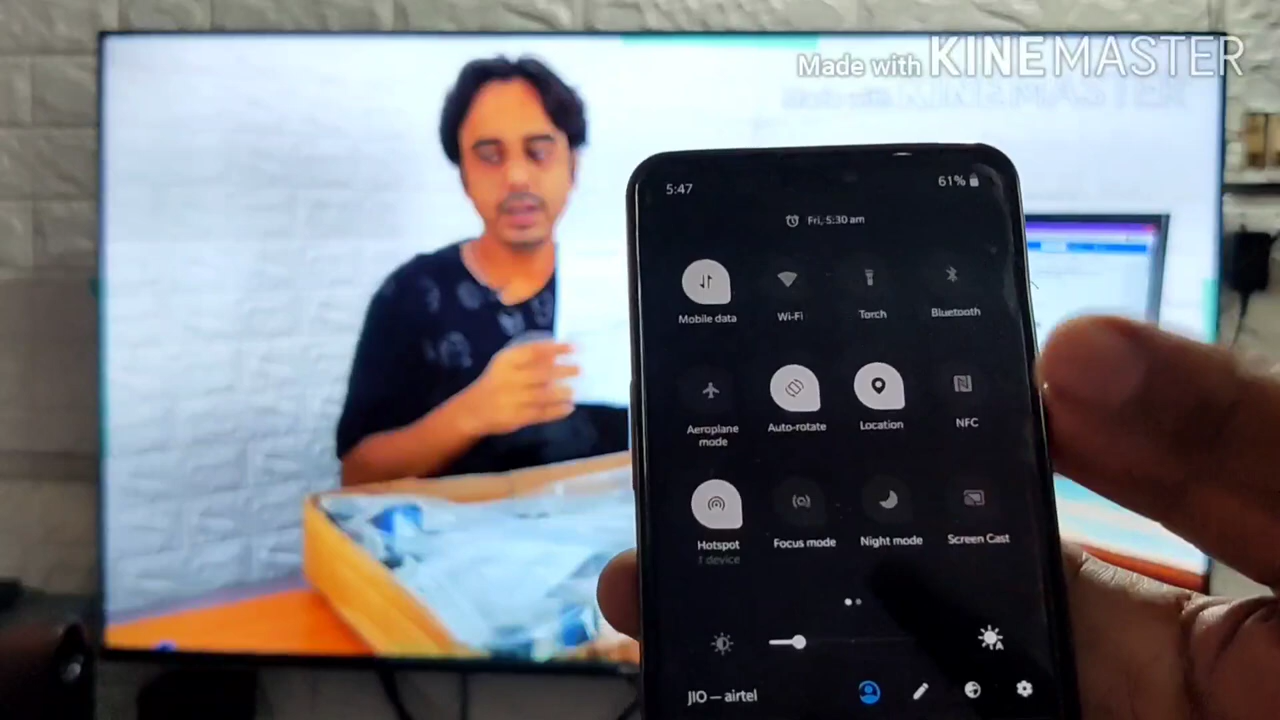 Made with KINEMASTER
5:47
61%
Fri, 5:30 am
Mobile data
Wi-Fi
Torch
Bluetooth
Aeroplane mode
Auto-rotate
Location
NFC
Hotspot
1 device
Focus mode
Night mode
Screen Cast
JIO — airtel